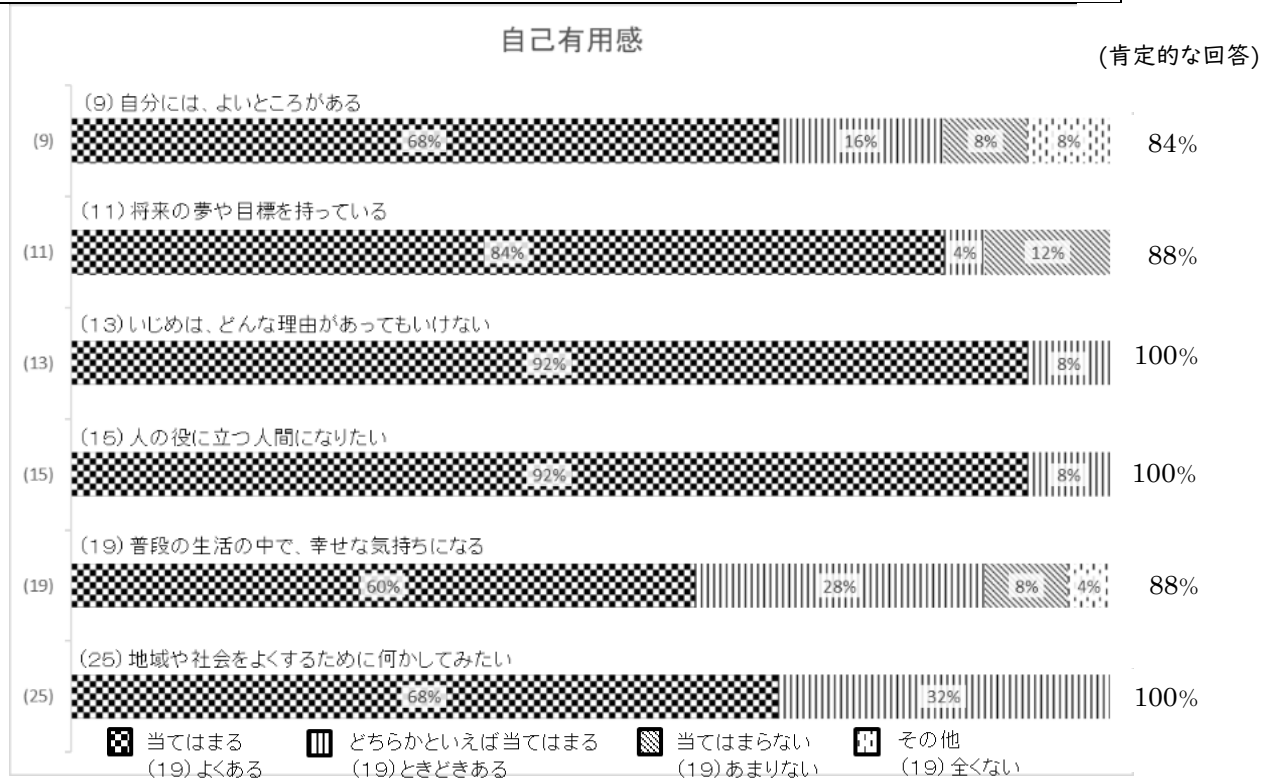 自己有用感
(肯定的な回答)
(9)自分には、よいところがある
(9) 68% 16% 8% 8% 84%
(11)将来の夢や目標を持っている
(11) 84% 4% 12% 88%
(13)いじめは、どんな理由があってもいけない
(13) 92% 8% 100%
(15)人の役に立つ人間になりたい
(15) 92% 8% 100%
(19)普段の生活の中で、幸せな気持ちになる
(19) 60% 28% 8% 4% 88%
(25)地域や社会をよくするために何かしてみたい
(25) 68% 32% 100%
当てはまる どちらかといえば当てはまる 当てはまらない その他
(19)よくある (19)ときどきある (19)あまりない (19)全くない